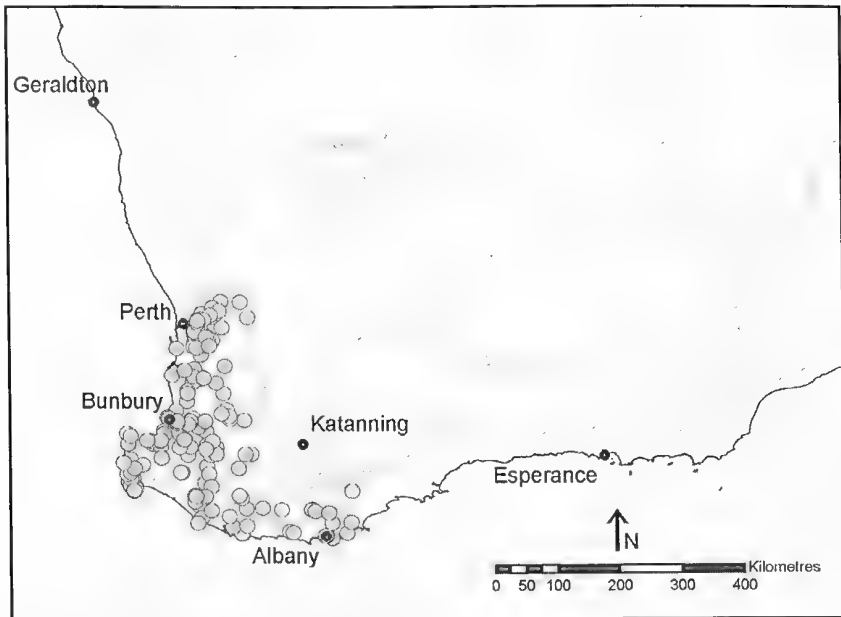 Geraldton
Perth
Bunbury
Katanning
Esperance
Albany
N
Kilometres
0 50 100 200 300 400